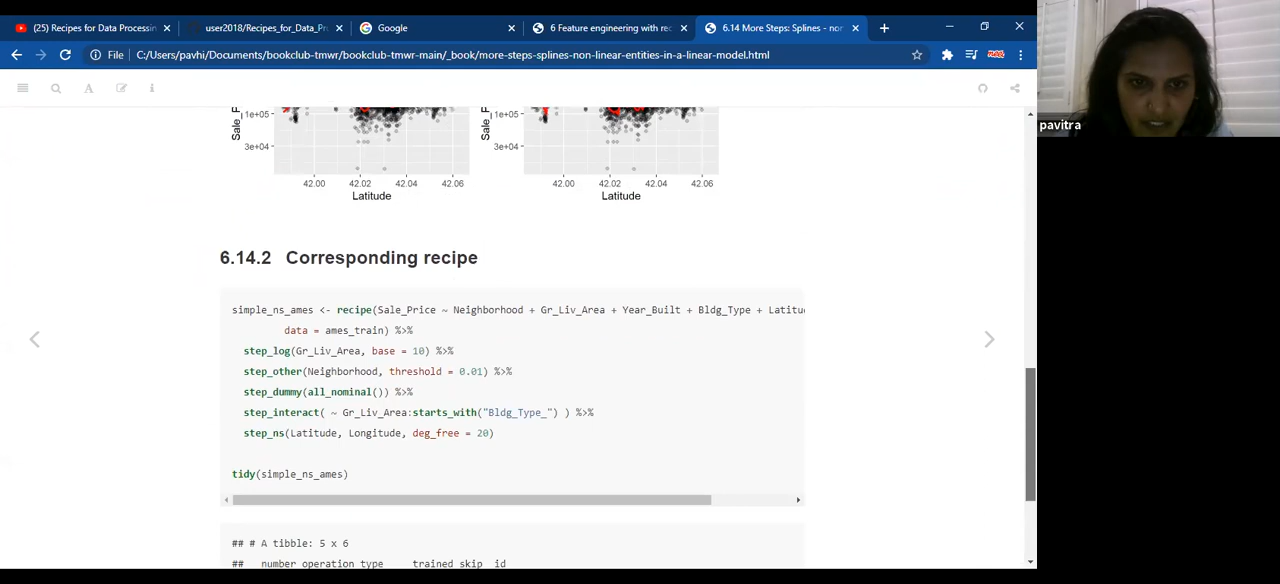 (25) Recipes for Data Processin
user2018/Recipes_for_Data_Pr
Google
6 Feature engineering with rec
6.14 More Steps: Splines - non
File
C:/Users/pavhi/Documents/bookclub-tmwr/bookclub-tmwr-main/_book/more-steps-splines-non-linear-entities-in-a-linear-model.html
pavitra
Sale_P
1e+05
3e+04
42.00 42.02 42.04 42.06
Latitude
Sale_P
1e+05
3e+04
42.00 42.02 42.04 42.06
Latitude
6.14.2 Corresponding recipe
simple_ns_ames <- recipe(Sale_Price ~ Neighborhood + Gr_Liv_Area + Year_Built + Bldg_Type + Latitu
data = ames_train) %>%
step_log(Gr_Liv_Area, base = 10) %>%
step_other(Neighborhood, threshold = 0.01) %>%
step_dummy(all_nominal()) %>%
step_interact( ~ Gr_Liv_Area:starts_with("Bldg_Type_") ) %>%
step_ns(Latitude, Longitude, deg_free = 20)
tidy(simple_ns_ames)
## # A tibble: 5 x 6
## number operation type trained skip id